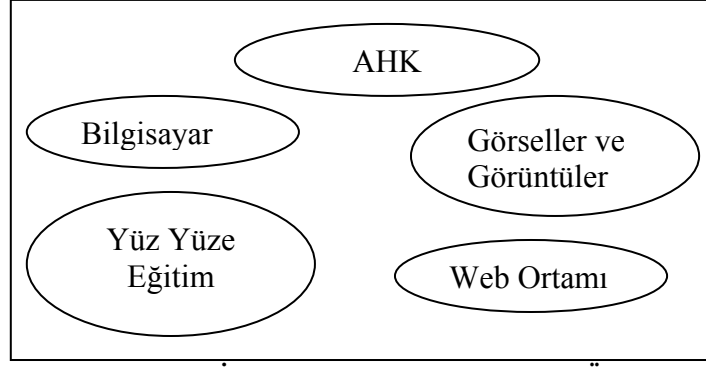 AHK
Bilgisayar
Görseller ve
Görüntüler
Yüz Yüze
Eğitim
Web Ortamı